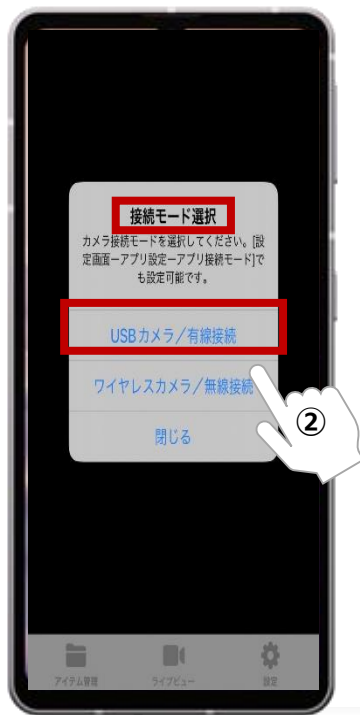 接続モード選択
カメラ接続モードを選択してください。[設
定画面ーアプリ設定ーアプリ接続モード]で
も設定可能です。
USBカメラ／有線接続
ワイヤレスカメラ／無線接続
②
閉じる
アイテム管理 ライブビュー 設定